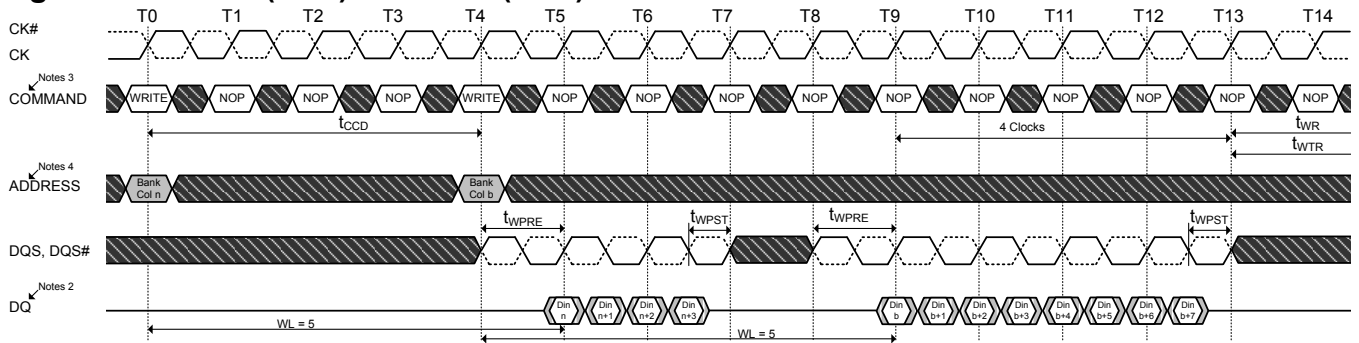 T0 T1 T2 T3 T4 T5 T6 T7 T8 T9 T10 T11 T12 T13 T14
CK#
CK
Notes 3
COMMAND WRITE NOP NOP NOP WRITE NOP NOP NOP NOP NOP NOP NOP NOP NOP NOP
tCCD 4 Clocks tWR
tWTR
Notes 4
ADDRESS
Bank Col n
Bank Col b
tWPRE tWPST tWPRE tWPST
DQS, DQS#
Notes 2
DQ
Din n
Din n+1
Din n+2
Din n+3
Din b
Din b+1
Din b+2
Din b+3
Din b+4
Din b+5
Din b+6
Din b+7
WL = 5
WL = 5